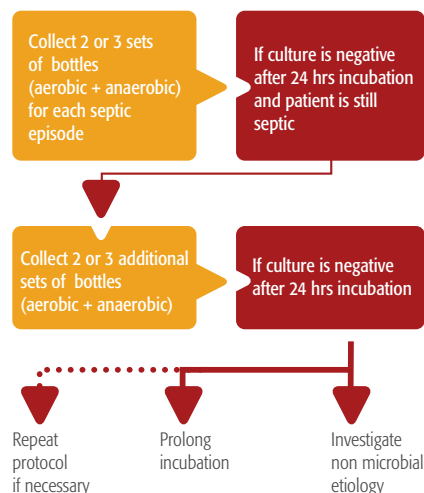 Collect 2 or 3 sets
of bottles
(aerobic + anaerobic)
for each septic
episode
If culture is negative
after 24 hrs incubation
and patient is still
septic
Collect 2 or 3 additional
sets of bottles
(aerobic + anaerobic)
If culture is negative
after 24 hrs incubation
Repeat
protocol
if necessary
Prolong
incubation
Investigate
non microbial
etiology